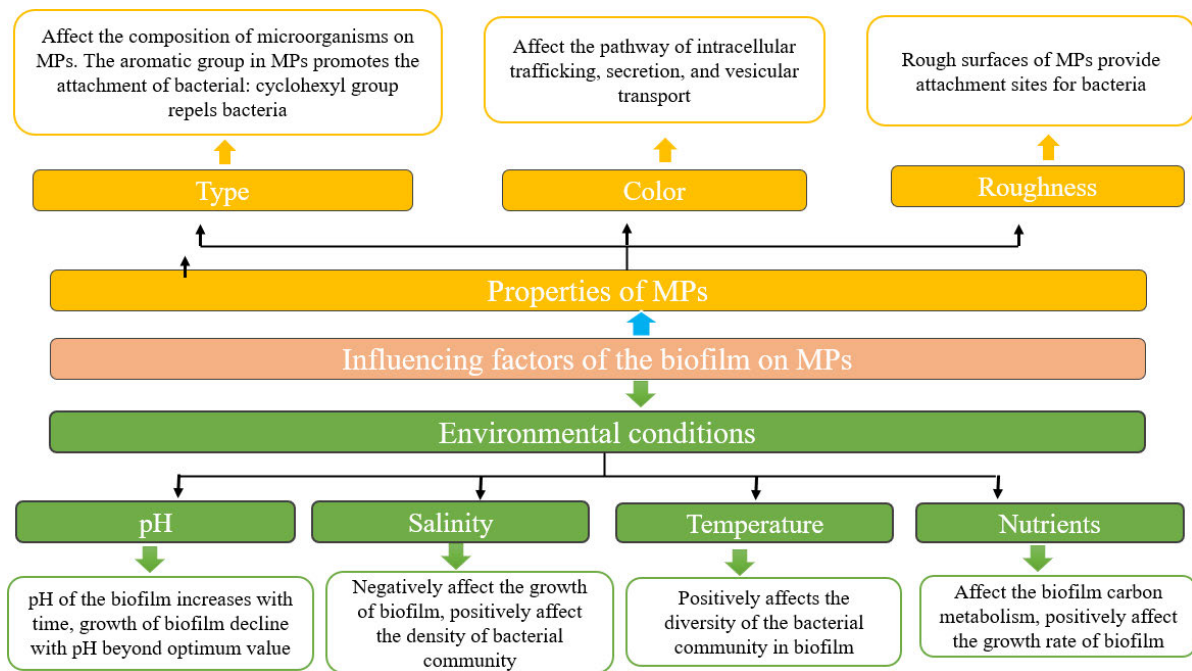 Affect the composition of microorganisms on
MPs. The aromatic group in MPs promotes the
attachment of bacterial: cyclohexyl group
repels bacteria
Affect the pathway of intracellular
trafficking, secretion, and vesicular
transport
Rough surfaces of MPs provide
attachment sites for bacteria
Type
Color
Roughness
Properties of MPs
Influencing factors of the biofilm on MPs
Environmental conditions
pH
Salinity
Temperature
Nutrients
pH of the biofilm increases with
time, growth of biofilm decline
with pH beyond optimum value
Negatively affect the growth
of biofilm, positively affect
the density of bacterial
community
Positively affects the
diversity of the bacterial
community in biofilm
Affect the biofilm carbon
metabolism, positively affect
the growth rate of biofilm